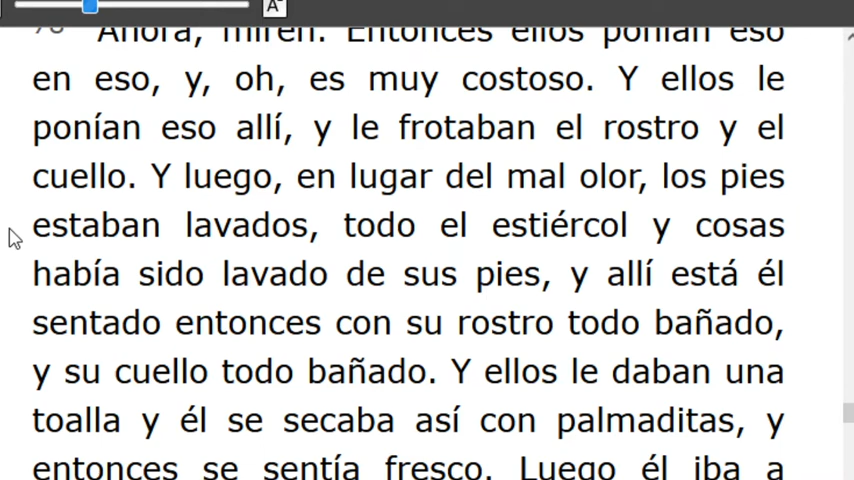 A
78 Ahora, miren. Entonces ellos ponían eso
en eso, y, oh, es muy costoso. Y ellos le
ponían eso allí, y le frotaban el rostro y el
cuello. Y luego, en lugar del mal olor, los pies
estaban lavados, todo el estiércol y cosas
había sido lavado de sus pies, y allí está él
sentado entonces con su rostro todo bañado,
y su cuello todo bañado. Y ellos le daban una
toalla y él se secaba así con palmaditas, y
entonces se sentía fresco. Luego él iba a